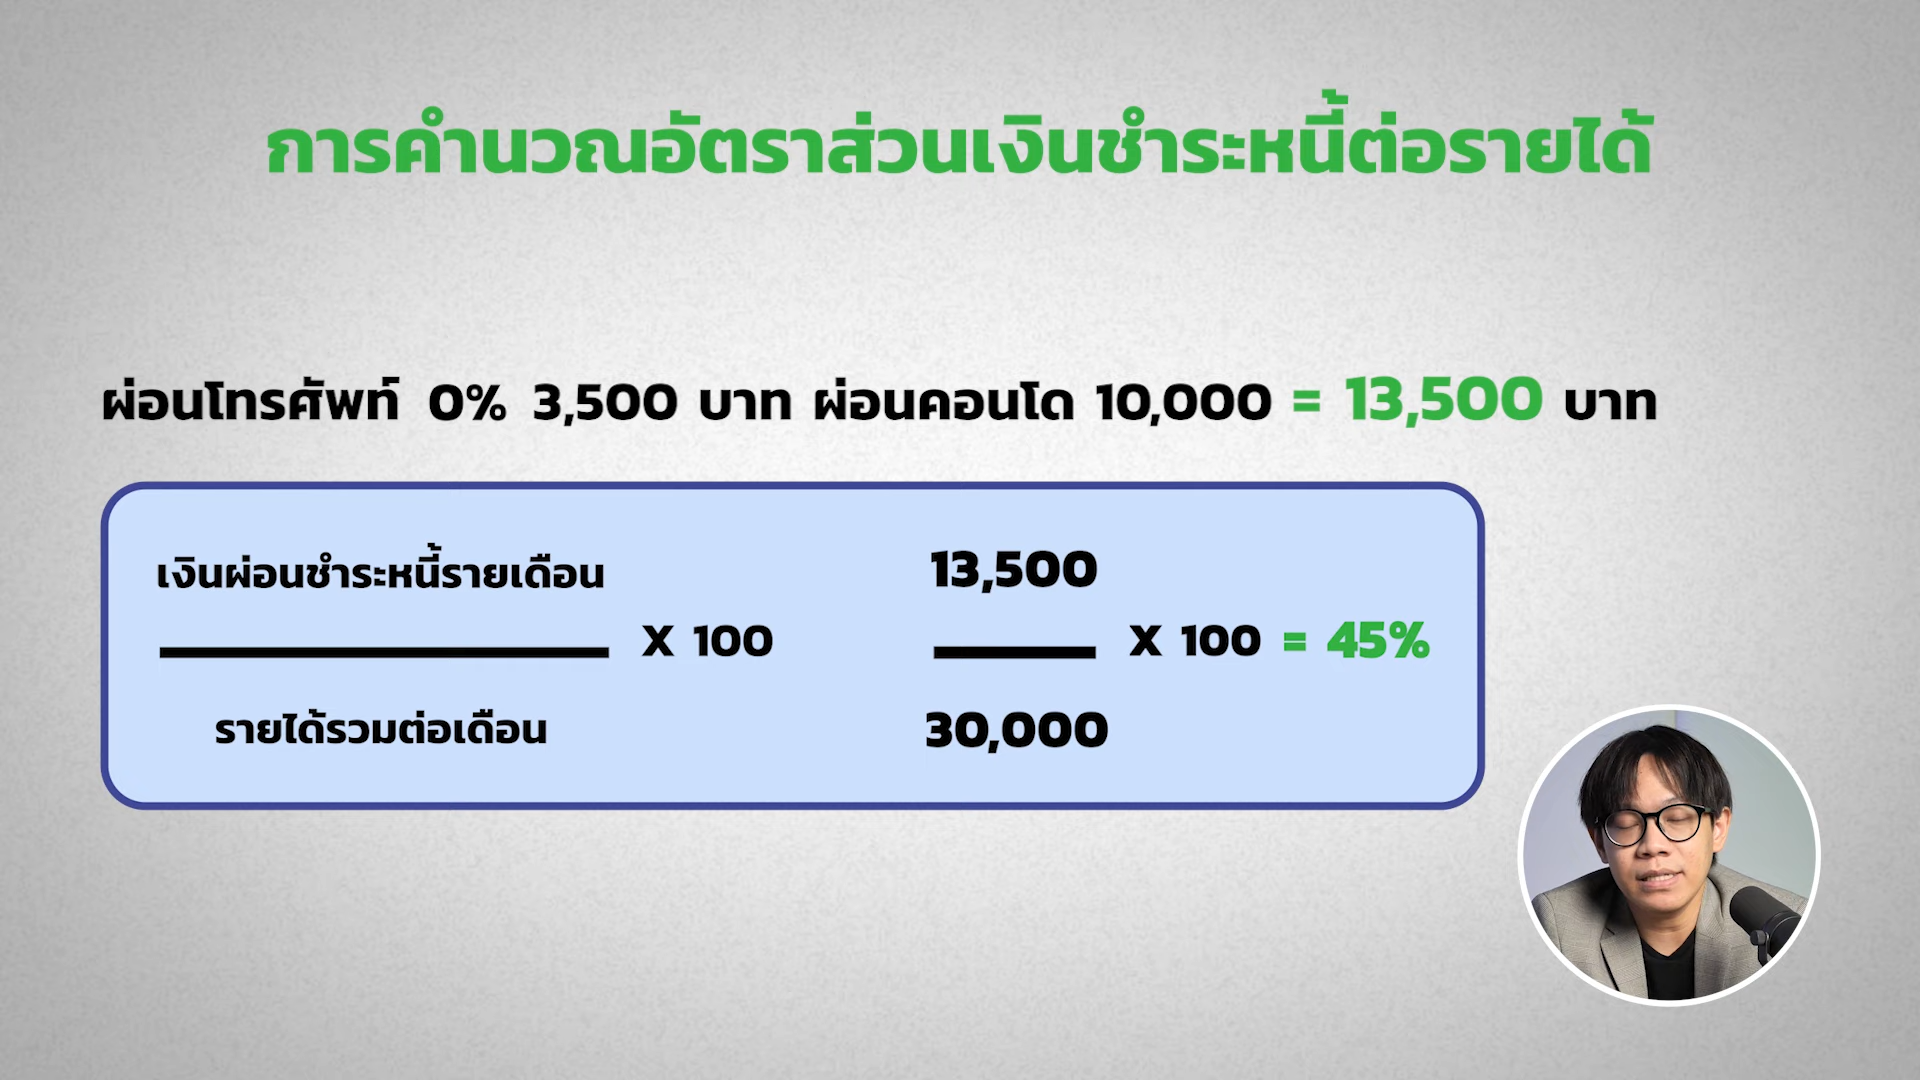 การคำนวณอัตราส่วนเงินชำระหนี้ต่อรายได้
ผ่อนโทรศัพท์ 0% 3,500 บาท ผ่อนคอนโด 10,000 = 13,500 บาท
เงินผ่อนชำระหนี้รายเดือน
X 100
รายได้รวมต่อเดือน
13,500
X 100 = 45%
30,000